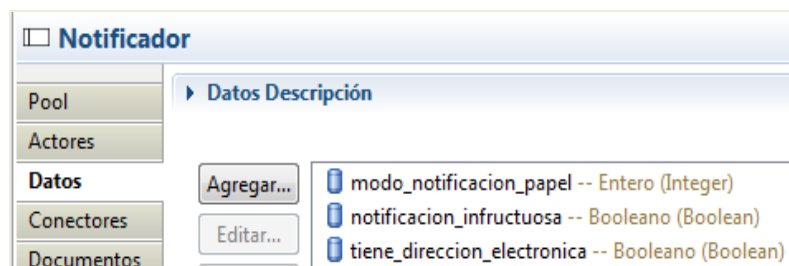 Notificador
Pool
Datos Descripción
Actores
Datos
Agregar...
modo_notificacion_papel -- Entero (Integer)
Conectores
Editar...
notificacion_infructuosa -- Booleano (Boolean)
tiene_direccion_electronica -- Booleano (Boolean)
Documentos